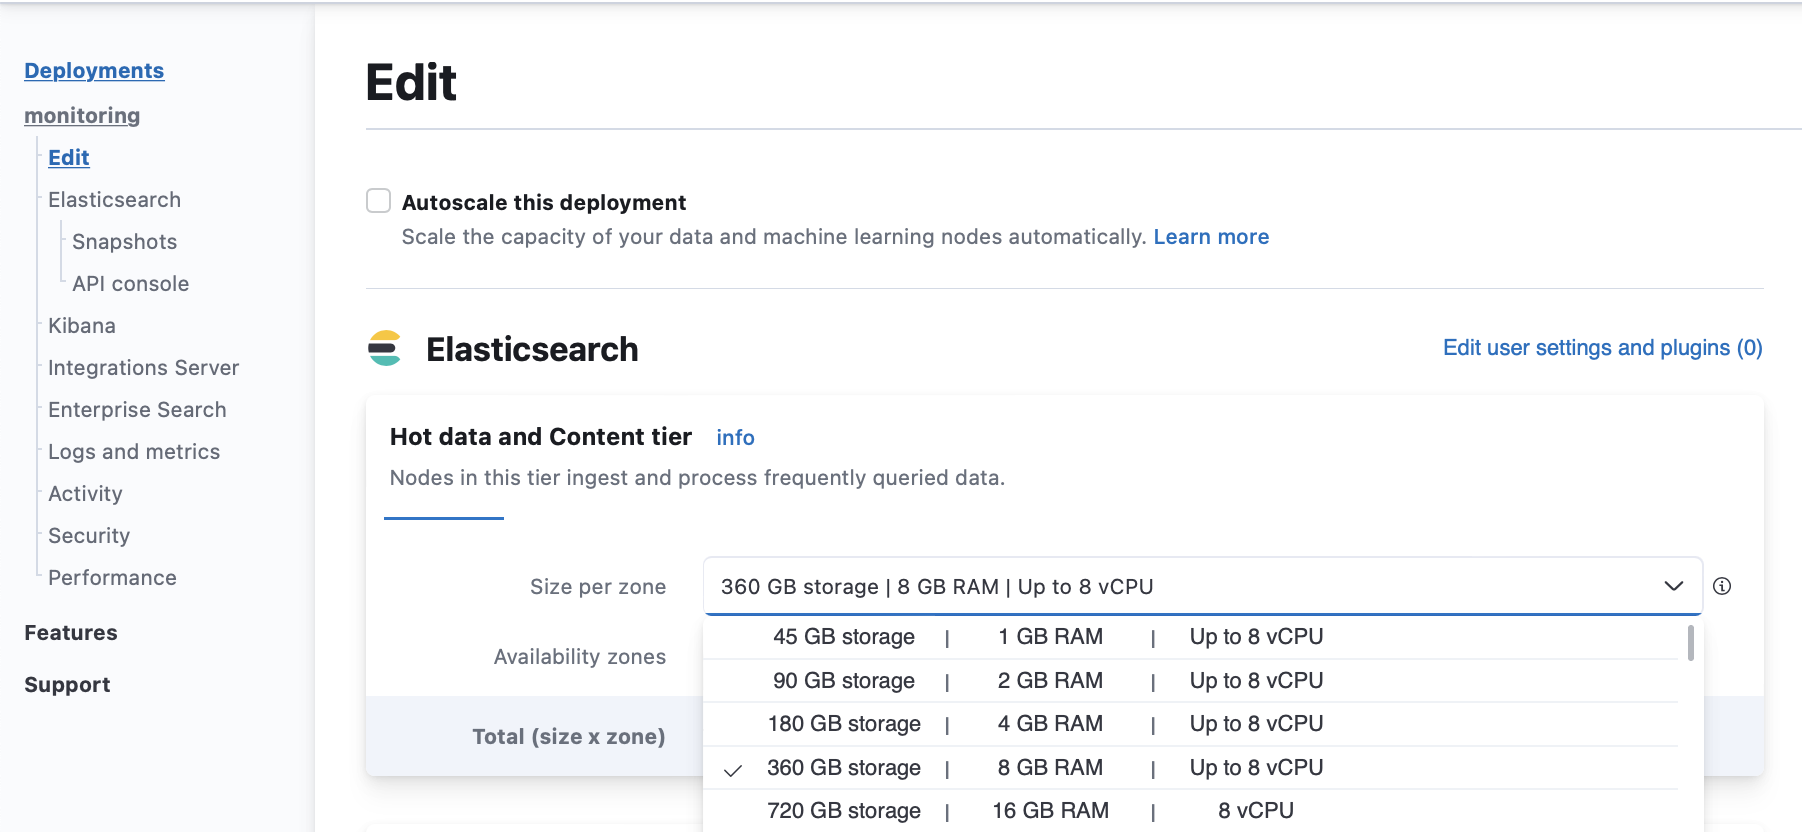 Deployments
monitoring
Edit
Elasticsearch
Snapshots
API console
Kibana
Integrations Server
Enterprise Search
Logs and metrics
Activity
Security
Performance
Features
Support
Edit
Autoscale this deployment
Scale the capacity of your data and machine learning nodes automatically. Learn more
Elasticsearch
Edit user settings and plugins (0)
Hot data and Content tier info
Nodes in this tier ingest and process frequently queried data.
Size per zone
360 GB storage | 8 GB RAM | Up to 8 vCPU
45 GB storage | 1 GB RAM | Up to 8 vCPU
90 GB storage | 2 GB RAM | Up to 8 vCPU
180 GB storage | 4 GB RAM | Up to 8 vCPU
360 GB storage | 8 GB RAM | Up to 8 vCPU
720 GB storage | 16 GB RAM | 8 vCPU
Availability zones
Total (size x zone)